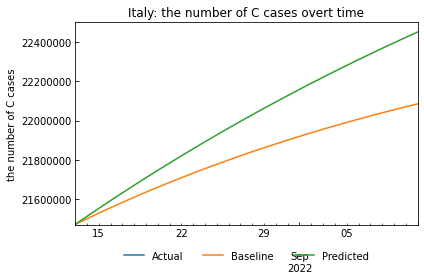 Italy: the number of C cases overt time
the number of C cases
22400000
22200000
22000000
21800000
21600000
15
22
29
05
Sep
2022
Actual
Baseline
Predicted